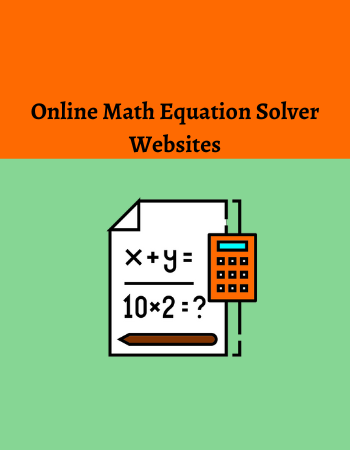 Online Math Equation Solver
Websites
x+y=
10×2=?